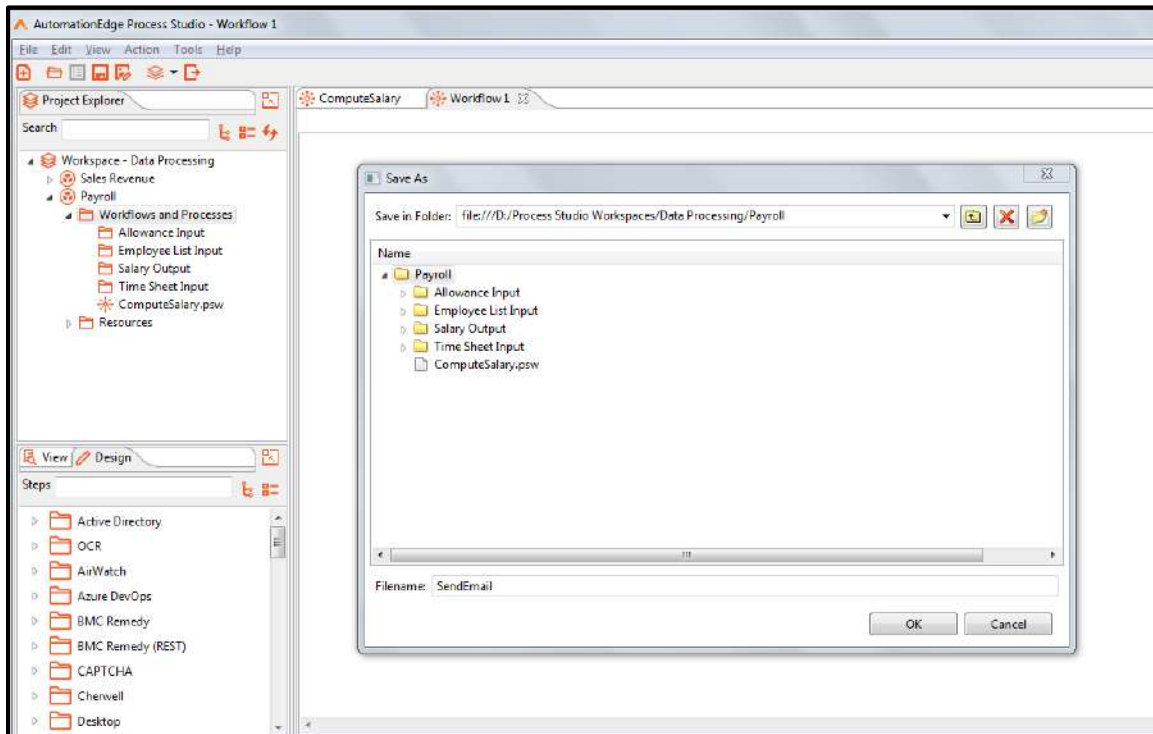 AutomationEdge Process Studio - Workflow 1
File Edit View Action Tools Help
Project Explorer
Search
Workspace - Data Processing
Sales Revenue
Payroll
Workflows and Processes
Allowance Input
Employee List Input
Salary Output
Time Sheet Input
ComputeSalary.psw
Resources
View Design
Steps
Active Directory
OCR
AirWatch
Azure DevOps
BMC Remedy
BMC Remedy (REST)
CAPTCHA
Cherwell
Desktop
ComputeSalary Workflow 1
Save As
Save in Folder: file:///D:/Process Studio Workspaces/Data Processing/Payroll
Name
Payroll
Allowance Input
Employee List Input
Salary Output
Time Sheet Input
ComputeSalary.psw
Filename: SendEmail
OK Cancel